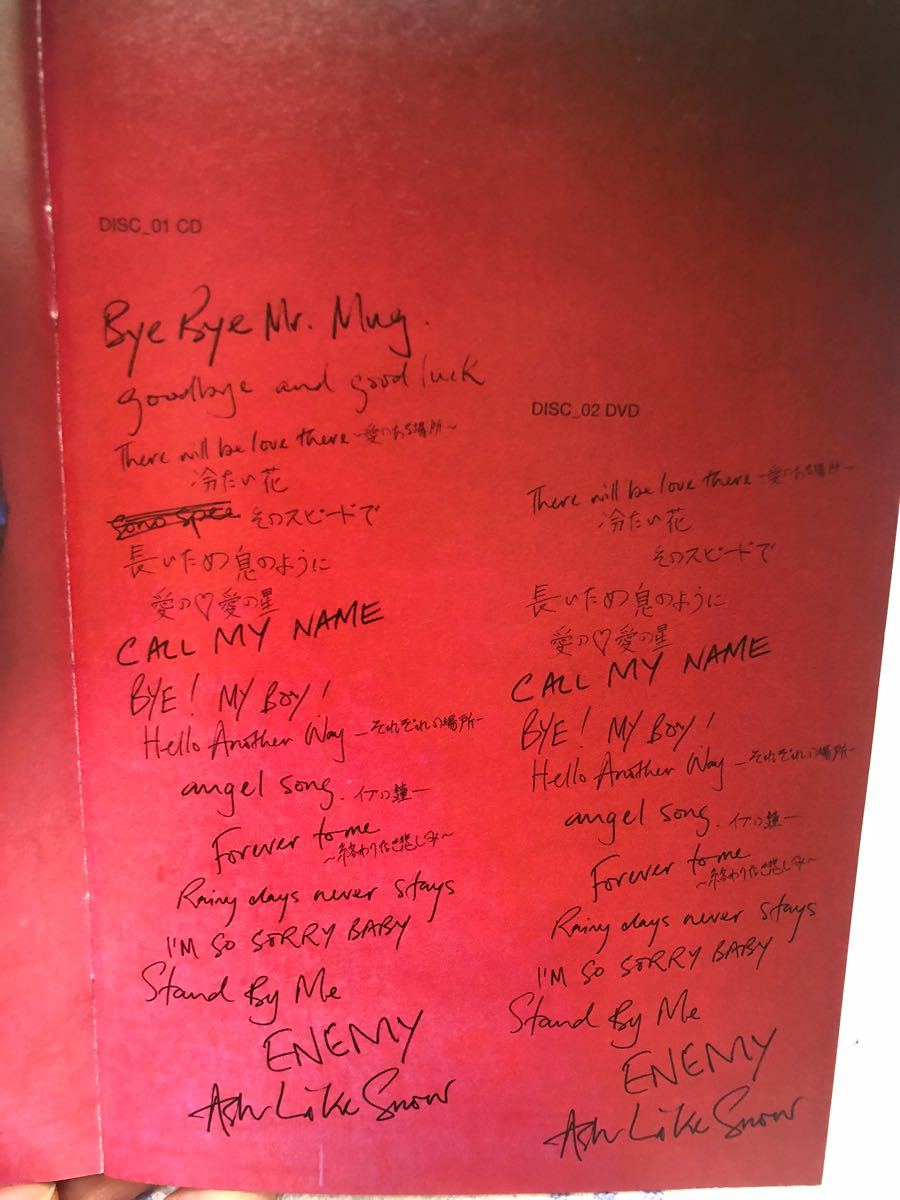 DISC_01 CD
Bye Bye Mr. Mug.
goodbye and good luck
There will be love there ~愛のある場所~
冷たい花
Sono Spee そのスピードで
長いため息のように
愛の♡愛の星
CALL MY NAME
BYE! MY BOY!
Hello Another Way -それぞれの場所-
angel song -イヴの鐘-
Forever to me
~終わりなき悲しみ~
Rainy days never stays
I'M SO SORRY BABY
Stand By Me
ENEMY
Ash Like Snow
DISC_02 DVD
There will be love there -愛のある場所-
冷たい花
そのスピードで
長いため息のように
愛の♡愛の星
CALL MY NAME
BYE! MY BOY!
Hello Another Way -それぞれの場所-
angel song -イヴの鐘-
Forever to me
~終わりなき悲しみ~
Rainy days never stays
I'M SO SORRY BABY
Stand By Me
ENEMY
Ash Like Snow